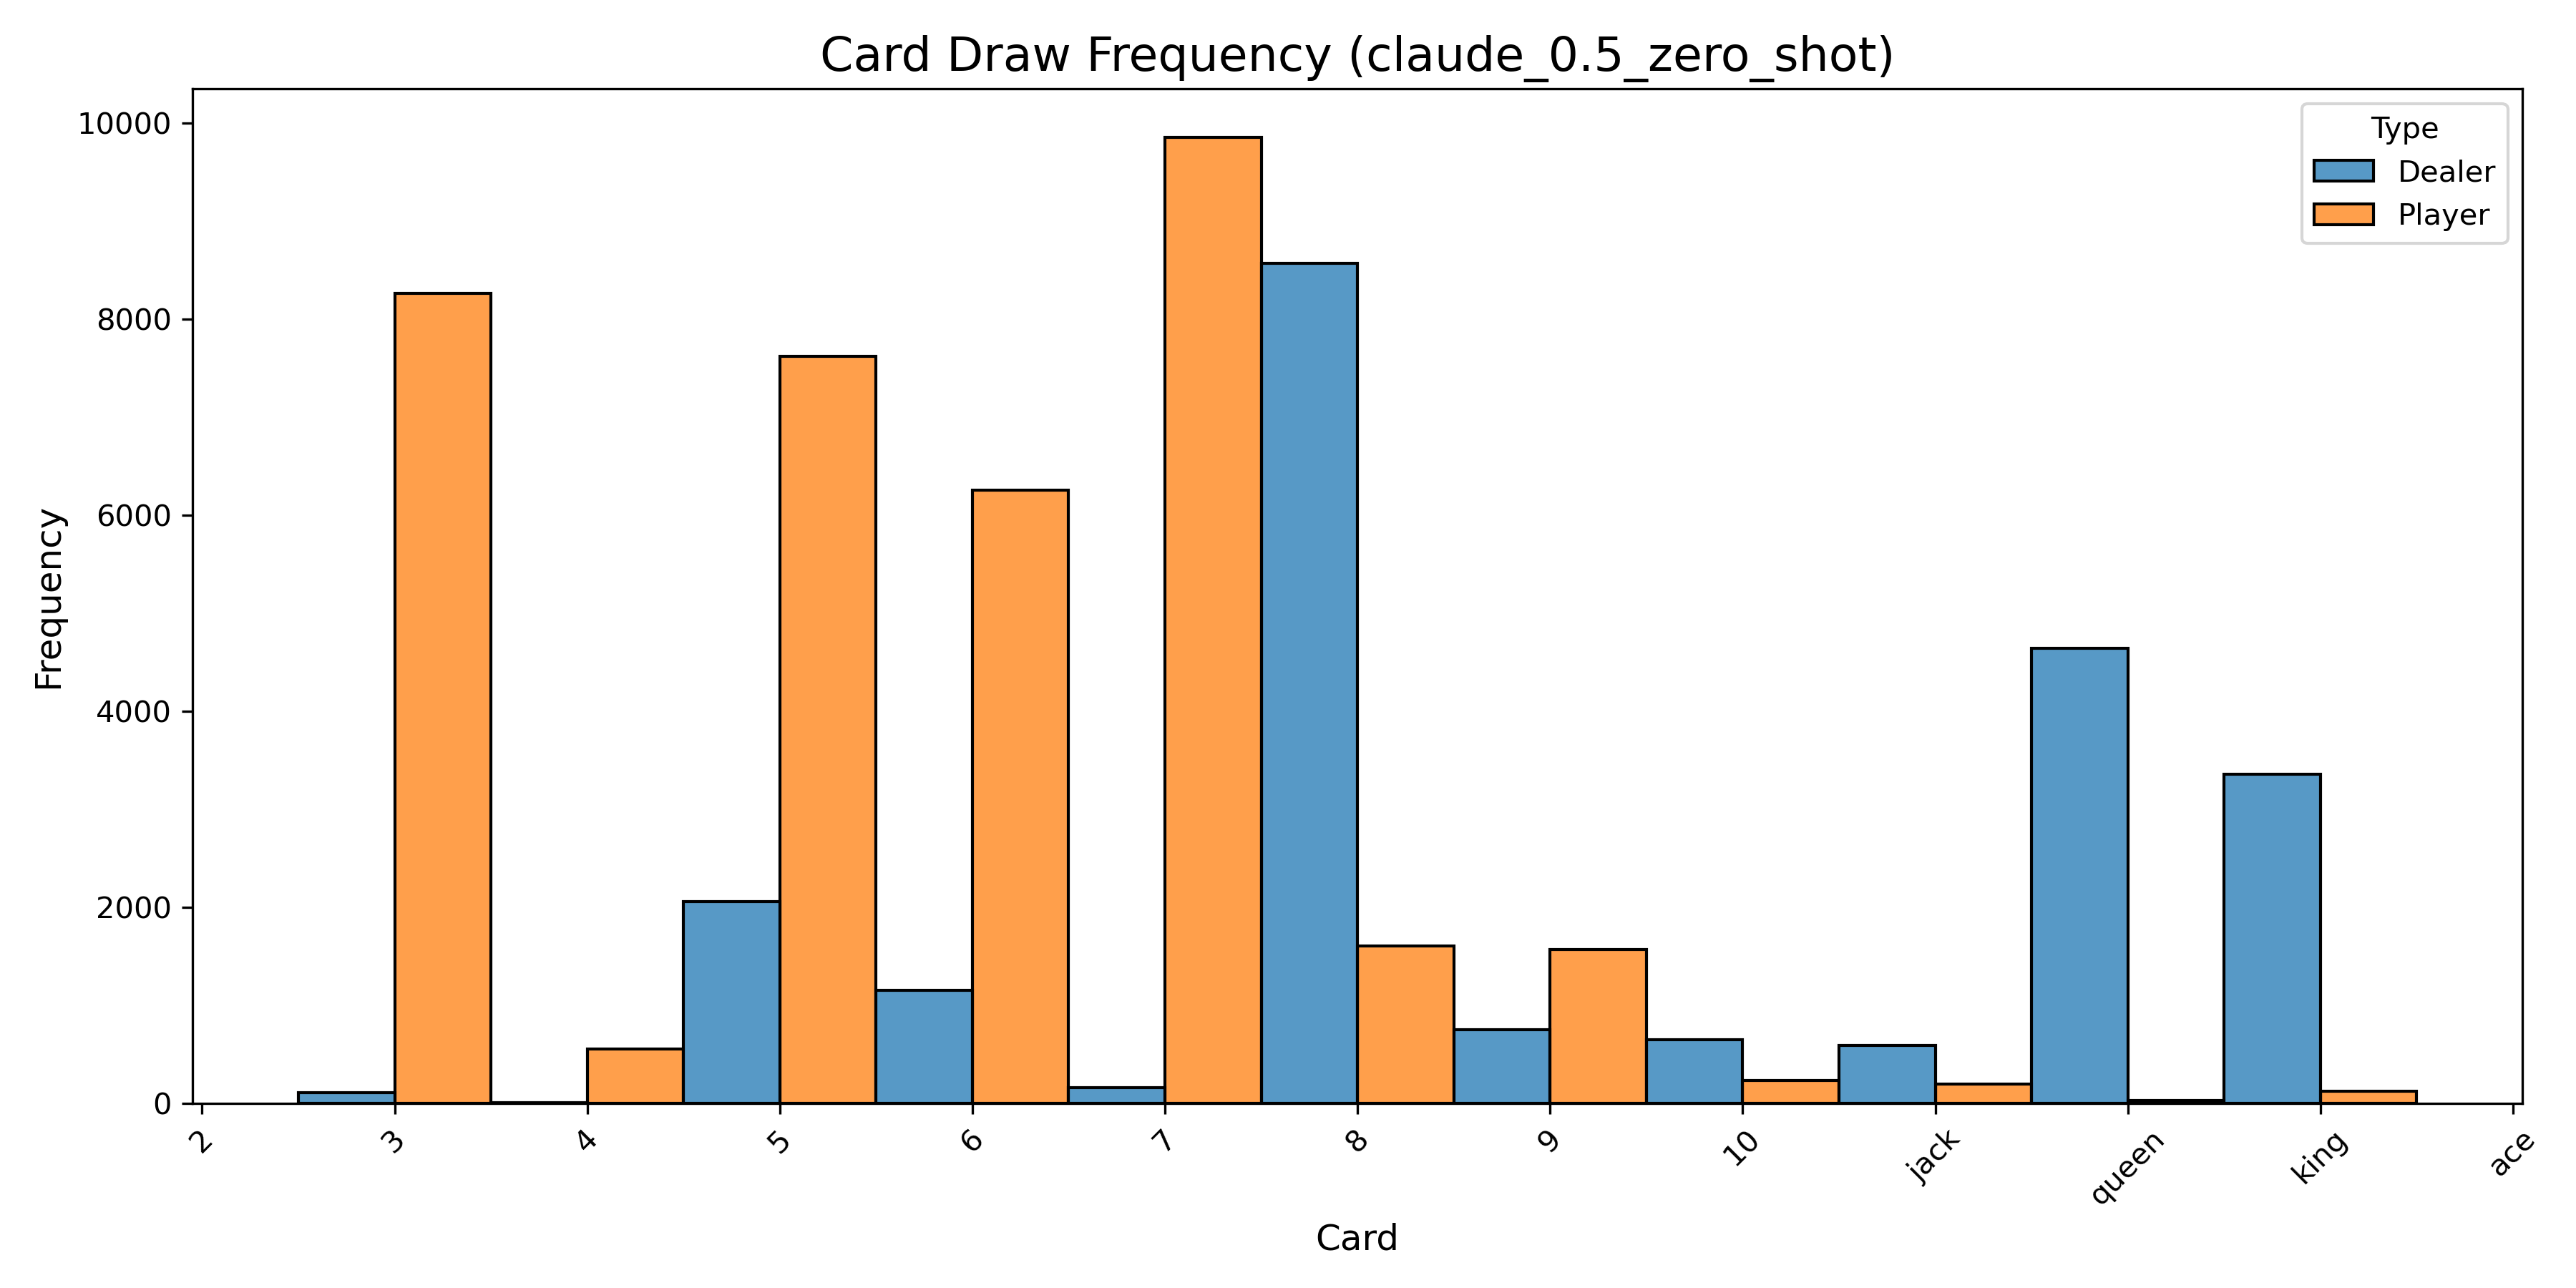 Card Draw Frequency (claude_0.5_zero_shot)
Type
Dealer
Player
Frequency
10000
8000
6000
4000
2000
0
2
3
4
5
6
7
8
9
10
jack
queen
king
ace
Card